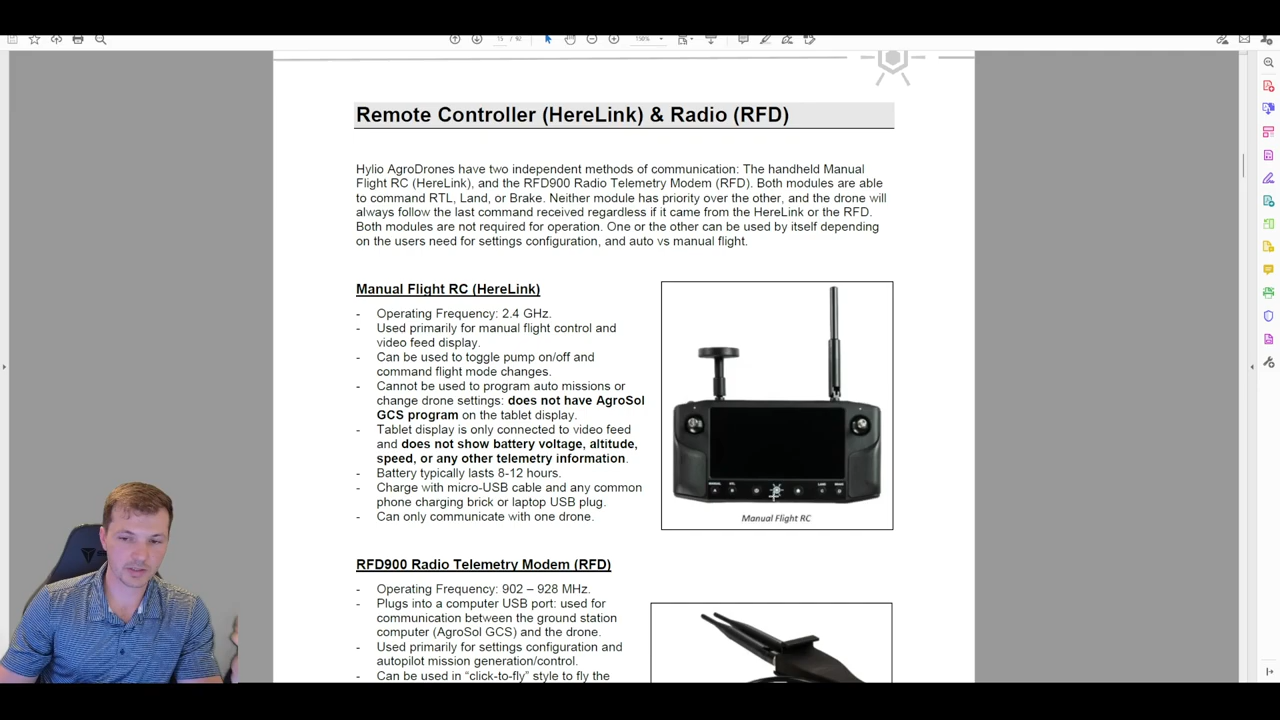 15 / 92
150%
Remote Controller (HereLink) & Radio (RFD)
Hylio AgroDrones have two independent methods of communication: The handheld Manual
Flight RC (HereLink), and the RFD900 Radio Telemetry Modem (RFD). Both modules are able
to command RTL, Land, or Brake. Neither module has priority over the other, and the drone will
always follow the last command received regardless if it came from the HereLink or the RFD.
Both modules are not required for operation. One or the other can be used by itself depending
on the users need for settings configuration, and auto vs manual flight.
Manual Flight RC (HereLink)
- Operating Frequency: 2.4 GHz.
- Used primarily for manual flight control and
video feed display.
- Can be used to toggle pump on/off and
command flight mode changes.
- Cannot be used to program auto missions or
change drone settings: does not have AgroSol
GCS program on the tablet display.
- Tablet display is only connected to video feed
and does not show battery voltage, altitude,
speed, or any other telemetry information.
- Battery typically lasts 8-12 hours.
- Charge with micro-USB cable and any common
phone charging brick or laptop USB plug.
- Can only communicate with one drone.
Manual Flight RC
RFD900 Radio Telemetry Modem (RFD)
- Operating Frequency: 902 – 928 MHz.
- Plugs into a computer USB port: used for
communication between the ground station
computer (AgroSol GCS) and the drone.
- Used primarily for settings configuration and
autopilot mission generation/control.
- Can be used in “click-to-fly” style to fly the